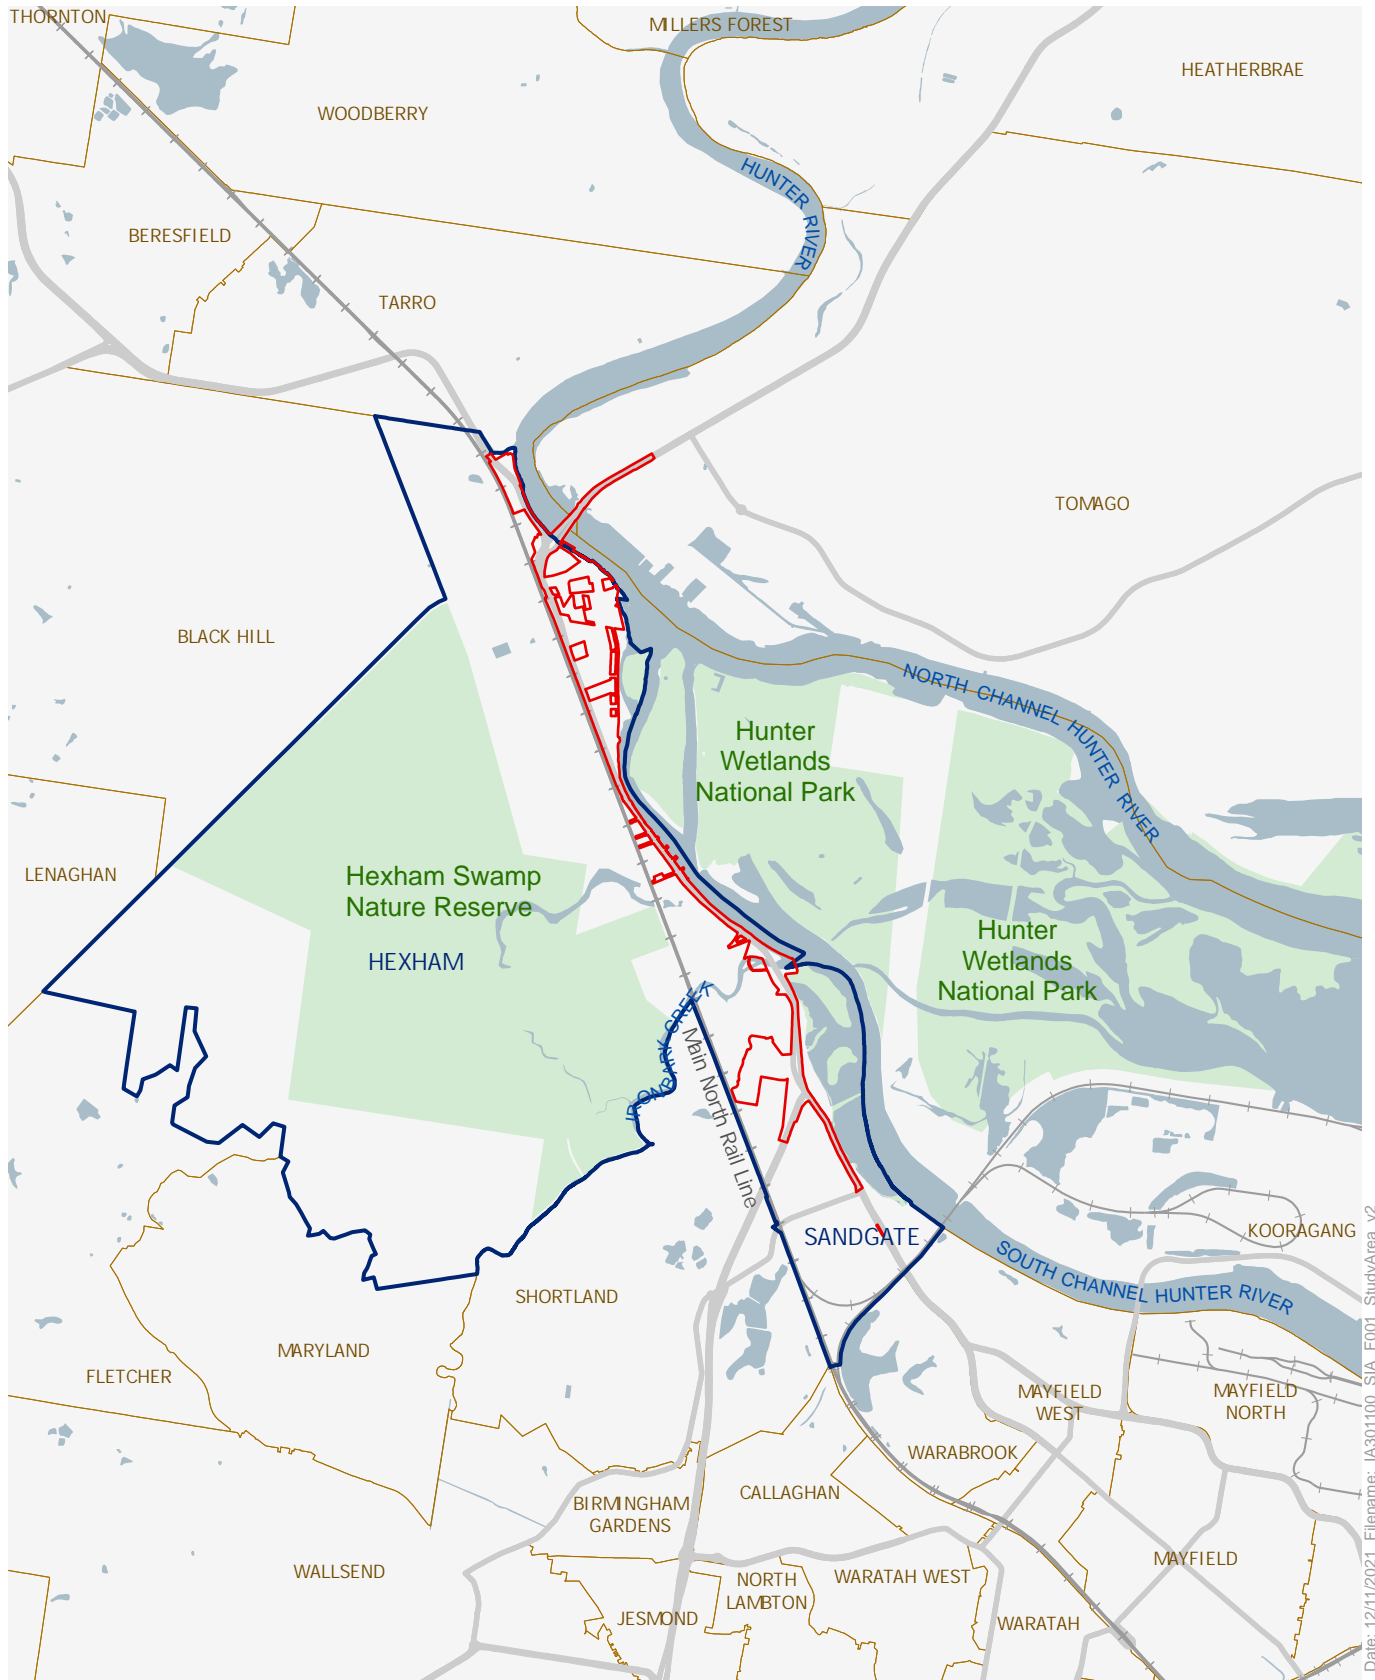 THORNTON
MILLERS FOREST
HEATHERBRAE
WOODBERRY
HUNTER RIVER
BERESFIELD
TARRO
TOMAGO
BLACK HILL
NORTH CHANNEL HUNTER RIVER
Hunter
Wetlands
National Park
LENAGHAN
Hexham Swamp
Nature Reserve
HEXHAM
Hunter
Wetlands
National Park
IRONBARK CREEK
Main North Rail Line
SANDGATE
KOORAGANG
SOUTH CHANNEL HUNTER RIVER
SHORTLAND
MARYLAND
FLETCHER
MAYFIELD
WEST
MAYFIELD
NORTH
WARABROOK
CALLAGHAN
BIRMINGHAM
GARDENS
WALLSEND
NORTH
LAMBTON
WARATAH WEST
MAYFIELD
JESMOND
WARATAH
Date: 12/11/2021 Filename: IA301100_SIA_F001_StudyArea_v2